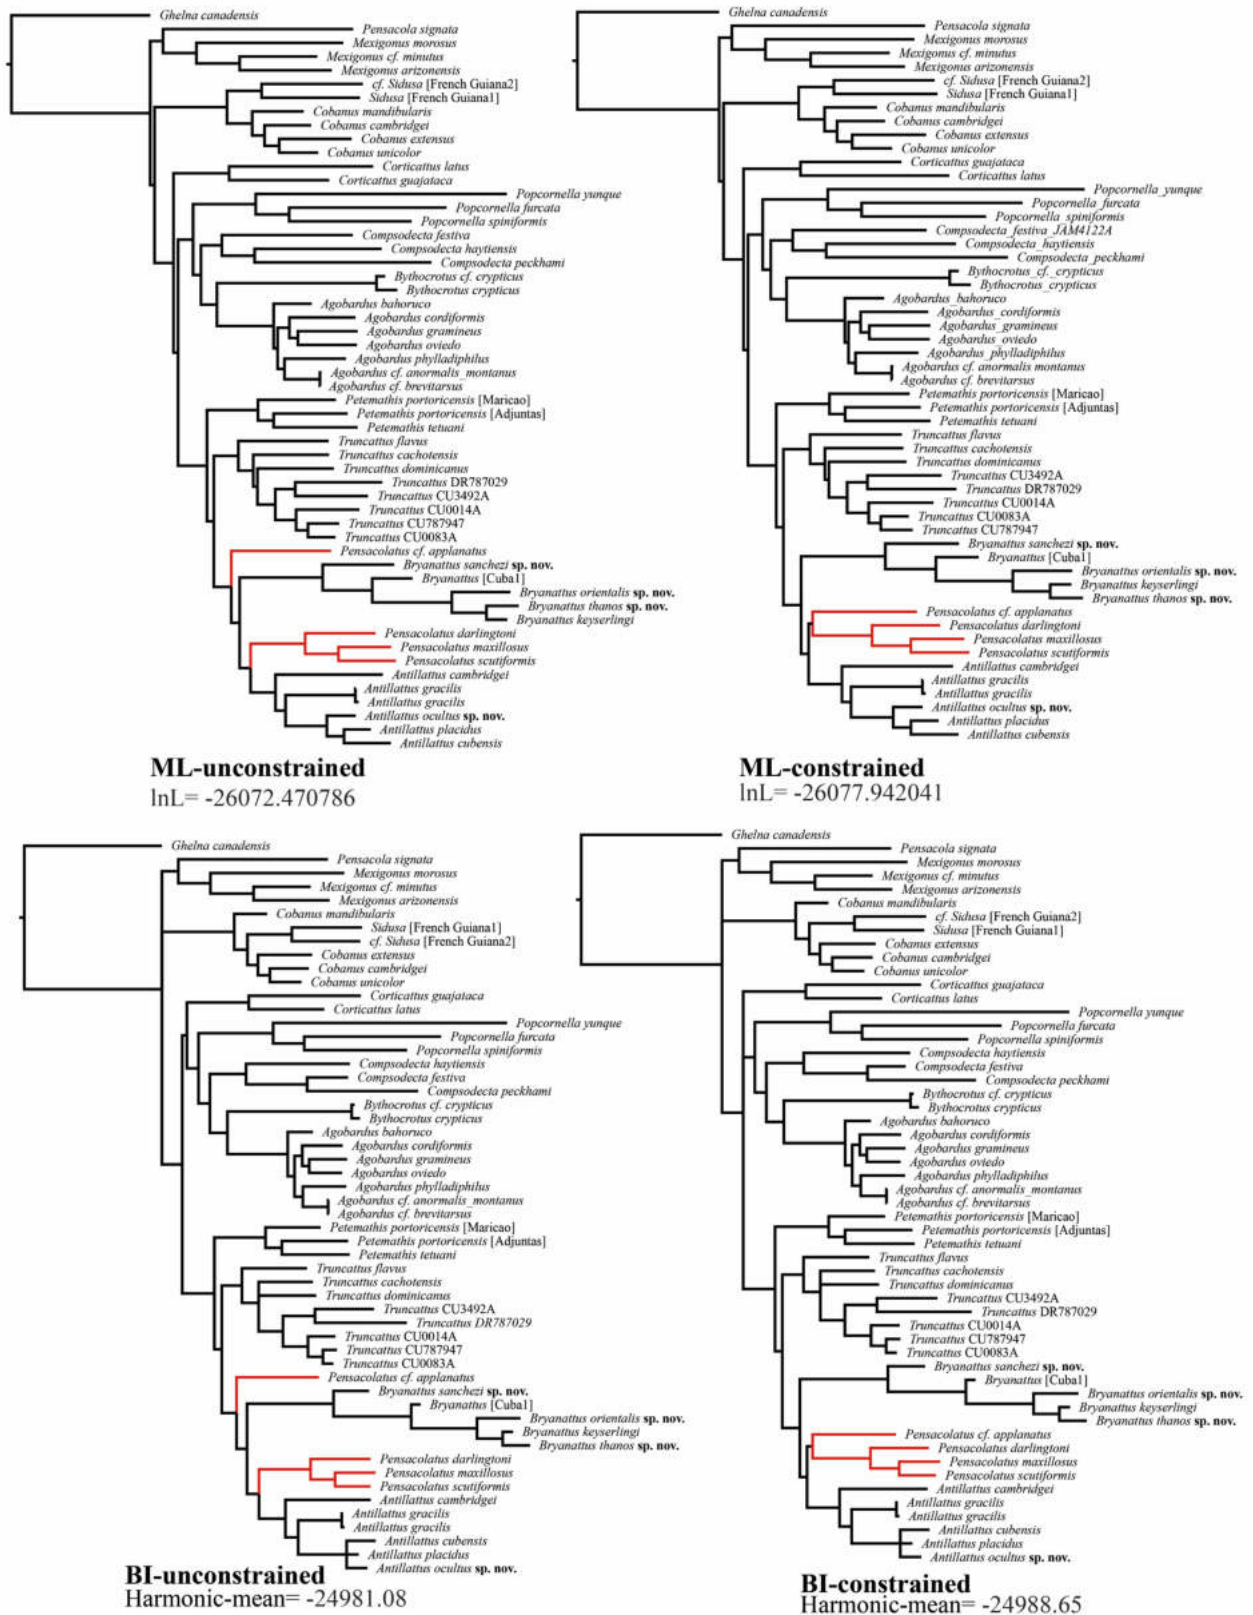 Ghelna canadensis
Pensacola signata
Mexigonus morosus
Mexigonus cf. minutus
Mexigonus arizonensis
cf. Sidusa [French Guiana2]
Sidusa [French Guiana1]
Cobanus mandibularis
Cobanus cambridgei
Cobanus extensus
Cobanus unicolor
Corticattus latus
Corticattus guajataca
Popcornella yunque
Popcornella furcata
Popcornella spiniformis
Compsodecta festiva
Compsodecta haytiensis
Compsodecta peckhami
Bythocrotus cf. crypticus
Bythocrotus crypticus
Agobardus bahoruco
Agobardus cordiformis
Agobardus gramineus
Agobardus oviedo
Agobardus phylladiphilus
Agobardus cf. anormalis_montanus
Agobardus cf. brevitarsus
Petemathis portoricensis [Maricao]
Petemathis portoricensis [Adjuntas]
Petemathis tetuani
Truncattus flavus
Truncattus cachotensis
Truncattus dominicanus
Truncattus DR787029
Truncattus CU3492A
Truncattus CU0014A
Truncattus CU787947
Truncattus CU0083A
Pensacolatus cf. applanatus
Bryanattus sanchezi sp. nov.
Bryanattus [Cuba1]
Bryanattus orientalis sp. nov.
Bryanattus thanos sp. nov.
Bryanattus keyserlingi
Pensacolatus darlingtoni
Pensacolatus maxillosus
Pensacolatus scutiformis
Antillattus cambridgei
Antillattus gracilis
Antillattus gracilis
Antillattus ocultus sp. nov.
Antillattus placidus
Antillattus cubensis
ML-unconstrained
lnL= -26072.470786
Ghelna canadensis
Pensacola signata
Mexigonus morosus
Mexigonus cf. minutus
Mexigonus arizonensis
cf. Sidusa [French Guiana2]
Sidusa [French Guiana1]
Cobanus mandibularis
Cobanus cambridgei
Cobanus extensus
Cobanus unicolor
Corticattus guajataca
Corticattus latus
Popcornella_yunque
Popcornella_furcata
Popcornella_spiniformis
Compsodecta_festiva_JAM4122A
Compsodecta_haytiensis
Compsodecta_peckhami
Bythocrotus_cf._crypticus
Bythocrotus_crypticus
Agobardus_bahoruco
Agobardus_cordiformis
Agobardus_gramineus
Agobardus_oviedo
Agobardus_phylladiphilus
Agobardus cf. anormalis montanus
Agobardus cf. brevitarsus
Petemathis portoricensis [Maricao]
Petemathis portoricensis [Adjuntas]
Petemathis tetuani
Truncattus flavus
Truncattus cachotensis
Truncattus dominicanus
Truncattus CU3492A
Truncattus DR787029
Truncattus CU0014A
Truncattus CU0083A
Truncattus CU787947
Bryanattus sanchezi sp. nov.
Bryanattus [Cuba1]
Bryanattus orientalis sp. nov.
Bryanattus keyserlingi
Bryanattus thanos sp. nov.
Pensacolatus cf. applanatus
Pensacolatus darlingtoni
Pensacolatus maxillosus
Pensacolatus scutiformis
Antillattus cambridgei
Antillattus gracilis
Antillattus gracilis
Antillattus ocultus sp. nov.
Antillattus placidus
Antillattus cubensis
ML-constrained
lnL= -26077.942041
Ghelna canadensis
Pensacola signata
Mexigonus morosus
Mexigonus cf. minutus
Mexigonus arizonensis
Cobanus mandibularis
Sidusa [French Guiana1]
cf. Sidusa [French Guiana2]
Cobanus extensus
Cobanus cambridgei
Cobanus unicolor
Corticattus guajataca
Corticattus latus
Popcornella yunque
Popcornella furcata
Popcornella spiniformis
Compsodecta haytiensis
Compsodecta festiva
Compsodecta peckhami
Bythocrotus cf. crypticus
Bythocrotus crypticus
Agobardus bahoruco
Agobardus cordiformis
Agobardus gramineus
Agobardus oviedo
Agobardus phylladiphilus
Agobardus cf. anormalis_montanus
Agobardus cf. brevitarsus
Petemathis portoricensis [Maricao]
Petemathis portoricensis [Adjuntas]
Petemathis tetuani
Truncattus flavus
Truncattus cachotensis
Truncattus dominicanus
Truncattus CU3492A
Truncattus DR787029
Truncattus CU0014A
Truncattus CU787947
Truncattus CU0083A
Pensacolatus cf. applanatus
Bryanattus sanchezi sp. nov.
Bryanattus [Cuba1]
Bryanattus orientalis sp. nov.
Bryanattus keyserlingi
Bryanattus thanos sp. nov.
Pensacolatus darlingtoni
Pensacolatus maxillosus
Pensacolatus scutiformis
Antillattus cambridgei
Antillattus gracilis
Antillattus gracilis
Antillattus cubensis
Antillattus placidus
Antillattus ocultus sp. nov.
BI-unconstrained
Harmonic-mean= -24981.08
Ghelna canadensis
Pensacola signata
Mexigonus morosus
Mexigonus cf. minutus
Mexigonus arizonensis
Cobanus mandibularis
cf. Sidusa [French Guiana2]
Sidusa [French Guiana1]
Cobanus extensus
Cobanus cambridgei
Cobanus unicolor
Corticattus guajataca
Corticattus latus
Popcornella yunque
Popcornella furcata
Popcornella spiniformis
Compsodecta haytiensis
Compsodecta festiva
Compsodecta peckhami
Bythocrotus cf. crypticus
Bythocrotus crypticus
Agobardus bahoruco
Agobardus cordiformis
Agobardus gramineus
Agobardus oviedo
Agobardus phylladiphilus
Agobardus cf. anormalis_montanus
Agobardus cf. brevitarsus
Petemathis portoricensis [Maricao]
Petemathis portoricensis [Adjuntas]
Petemathis tetuani
Truncattus flavus
Truncattus cachotensis
Truncattus dominicanus
Truncattus CU3492A
Truncattus DR787029
Truncattus CU0014A
Truncattus CU787947
Truncattus CU0083A
Bryanattus sanchezi sp. nov.
Bryanattus [Cuba1]
Bryanattus orientalis sp. nov.
Bryanattus keyserlingi
Bryanattus thanos sp. nov.
Pensacolatus cf. applanatus
Pensacolatus darlingtoni
Pensacolatus maxillosus
Pensacolatus scutiformis
Antillattus cambridgei
Antillattus gracilis
Antillattus gracilis
Antillattus cubensis
Antillattus placidus
Antillattus ocultus sp. nov.
BI-constrained
Harmonic-mean= -24988.65